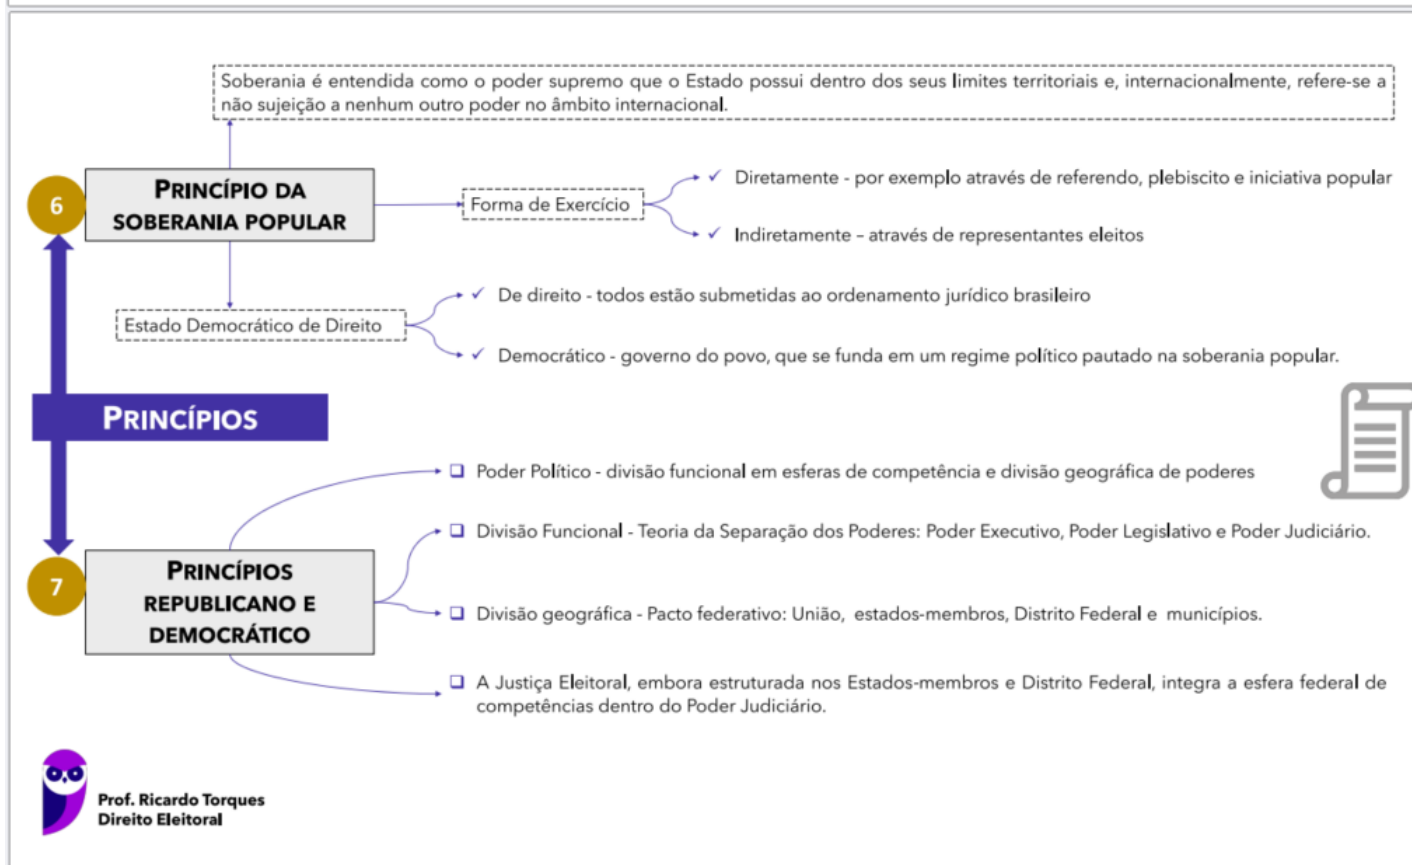 Soberania é entendida como o poder supremo que o Estado possui dentro dos seus limites territoriais e, internacionalmente, refere-se a
não sujeição a nenhum outro poder no âmbito internacional.
6
PRINCÍPIO DA
SOBERANIA POPULAR
Forma de Exercício
✓ Diretamente - por exemplo através de referendo, plebiscito e iniciativa popular
✓ Indiretamente – através de representantes eleitos
Estado Democrático de Direito
✓ De direito - todos estão submetidas ao ordenamento jurídico brasileiro
✓ Democrático - governo do povo, que se funda em um regime político pautado na soberania popular.
PRINCÍPIOS
7
PRINCÍPIOS
REPUBLICANO E
DEMOCRÁTICO
❑ Poder Político - divisão funcional em esferas de competência e divisão geográfica de poderes
❑ Divisão Funcional - Teoria da Separação dos Poderes: Poder Executivo, Poder Legislativo e Poder Judiciário.
❑ Divisão geográfica - Pacto federativo: União, estados-membros, Distrito Federal e municípios.
❑ A Justiça Eleitoral, embora estruturada nos Estados-membros e Distrito Federal, integra a esfera federal de
competências dentro do Poder Judiciário.
Prof. Ricardo Torques
Direito Eleitoral